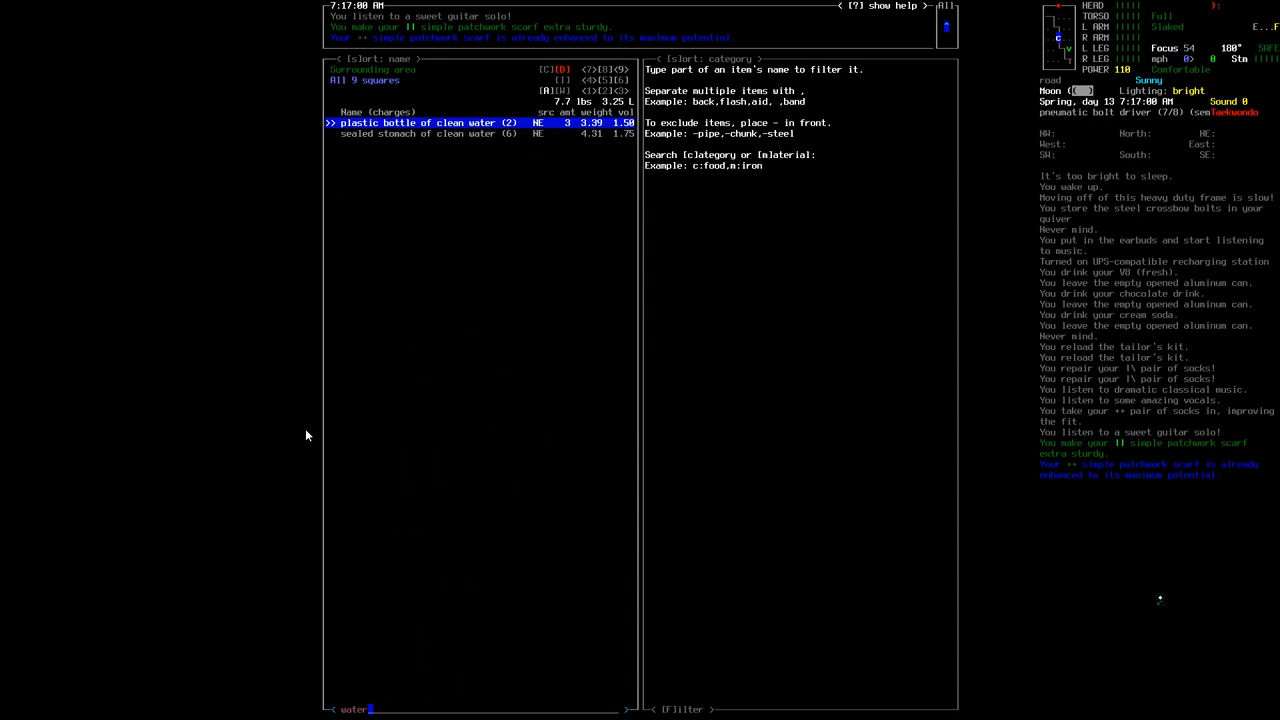 7:17:00 AM
< [?] show help >
You listen to a sweet guitar solo!
You make your || simple patchwork scarf extra sturdy.
Your ++ simple patchwork scarf is already enhanced to its maximum potential.
All
^
< [s]ort: name >
Surrounding area
All 9 squares
[C][D] <7>[8]<9>
[I] <4>[5][6]
[A][W] <1>[2]<3>
7.7 lbs 3.25 L
Name (charges) src amt weight vol
>> plastic bottle of clean water (2) NE 3 3.39 1.50
sealed stomach of clean water (6) NE 4.31 1.75
< water >
< [s]ort: category >
Type part of an item's name to filter it.
Separate multiple items with ,
Example: back,flash,aid, ,band
To exclude items, place - in front.
Example: -pipe,-chunk,-steel
Search [c]ategory or [m]aterial:
Example: c:food,m:iron
< [F]ilter >
HEAD ||||| ):
TORSO ||||| Full
L ARM ||||| Slaked E...F
R ARM |||||
L LEG ||||| Focus 54 180° SAFE
R LEG ||||| mph 0> 0 Stm |||||
POWER 110 Comfortable
road Sunny
Moon ( ) Lighting: bright
Spring, day 13 7:17:00 AM Sound 0
pneumatic bolt driver (7/8) (semTaekwondo
NW: North: NE:
West: East:
SW: South: SE:
It's too bright to sleep.
You wake up.
Moving off of this heavy duty frame is slow!
You store the steel crossbow bolts in your
quiver
Never mind.
You put in the earbuds and start listening
to music.
Turned on UPS-compatible recharging station
You drink your V8 (fresh).
You leave the empty opened aluminum can.
You drink your chocolate drink.
You leave the empty opened aluminum can.
You drink your cream soda.
You leave the empty opened aluminum can.
Never mind.
You reload the tailor's kit.
You reload the tailor's kit.
You repair your |\ pair of socks!
You repair your |\ pair of socks!
You listen to dramatic classical music.
You listen to some amazing vocals.
You take your ++ pair of socks in, improving
the fit.
You listen to a sweet guitar solo!
You make your || simple patchwork scarf
extra sturdy.
Your ++ simple patchwork scarf is already
enhanced to its maximum potential.